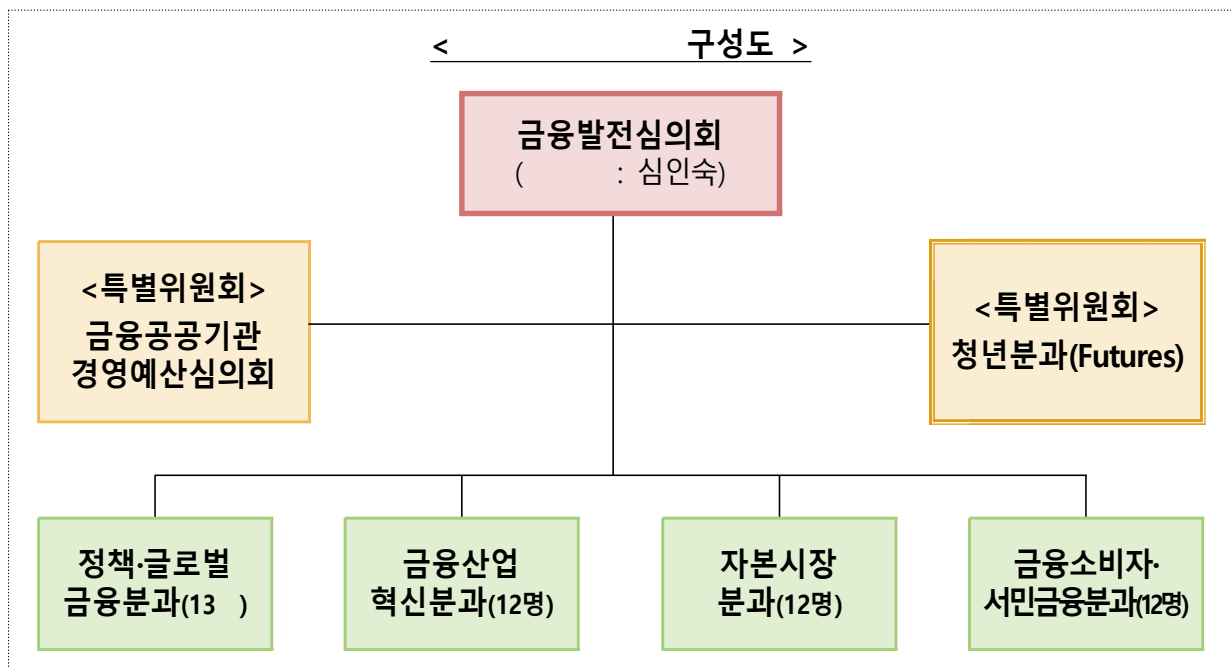 < 구성도 >
금융발전심의회
( : 심인숙)
<특별위원회>
금융공공기관
경영예산심의회
<특별위원회>
청년분과(Futures)
정책·글로벌
금융분과(13 )
금융산업
혁신분과(12명)
자본시장
분과(12명)
금융소비자·
서민금융분과(12명)